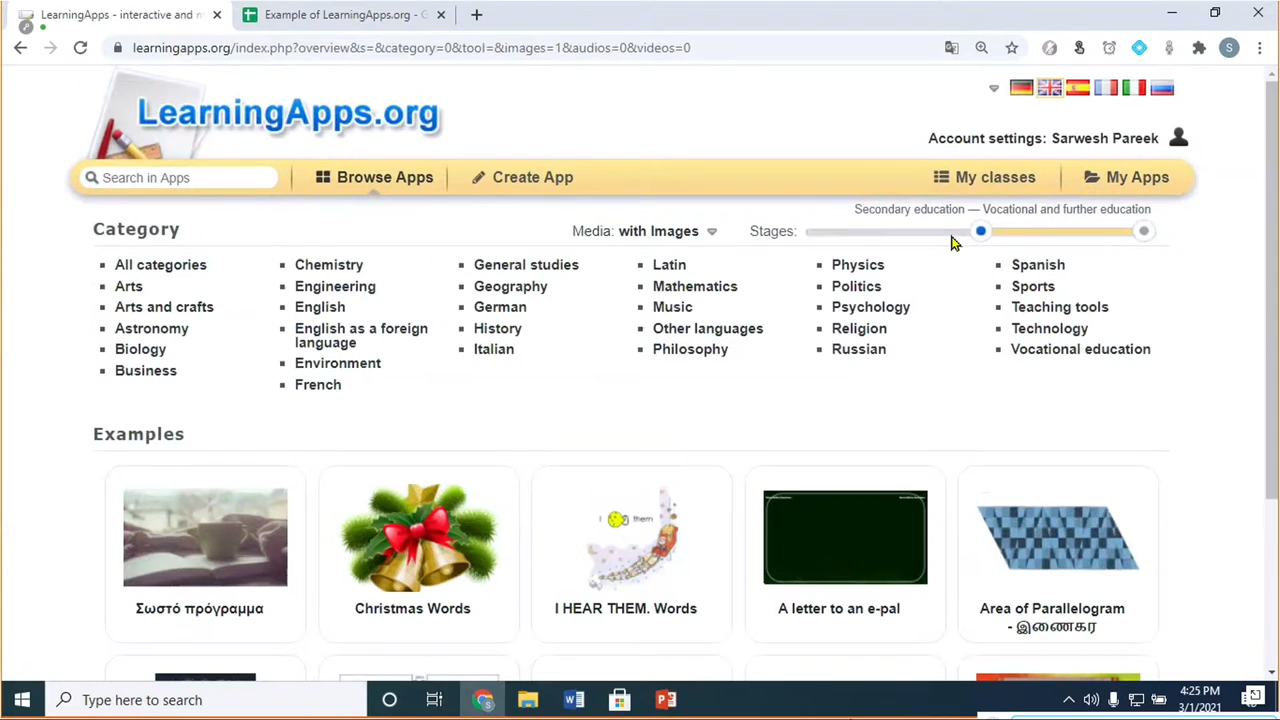 LearningApps - interactive and m
Example of LearningApps.org - G
learningapps.org/index.php?overview&s=&category=0&tool=&images=1&audios=0&videos=0
S
LearningApps.org
Account settings: Sarwesh Pareek
Search in Apps
Browse Apps
Create App
My classes
My Apps
Secondary education — Vocational and further education
Category
Media: with Images
Stages:
All categories
Arts
Arts and crafts
Astronomy
Biology
Business
Chemistry
Engineering
English
English as a foreign
language
Environment
French
General studies
Geography
German
History
Italian
Latin
Mathematics
Music
Other languages
Philosophy
Physics
Politics
Psychology
Religion
Russian
Spanish
Sports
Teaching tools
Technology
Vocational education
Examples
I them
Σωστό πρόγραμμα
Christmas Words
I HEAR THEM. Words
A letter to an e-pal
Area of Parallelogram
- இணைகர
Type here to search
4:25 PM
3/1/2021